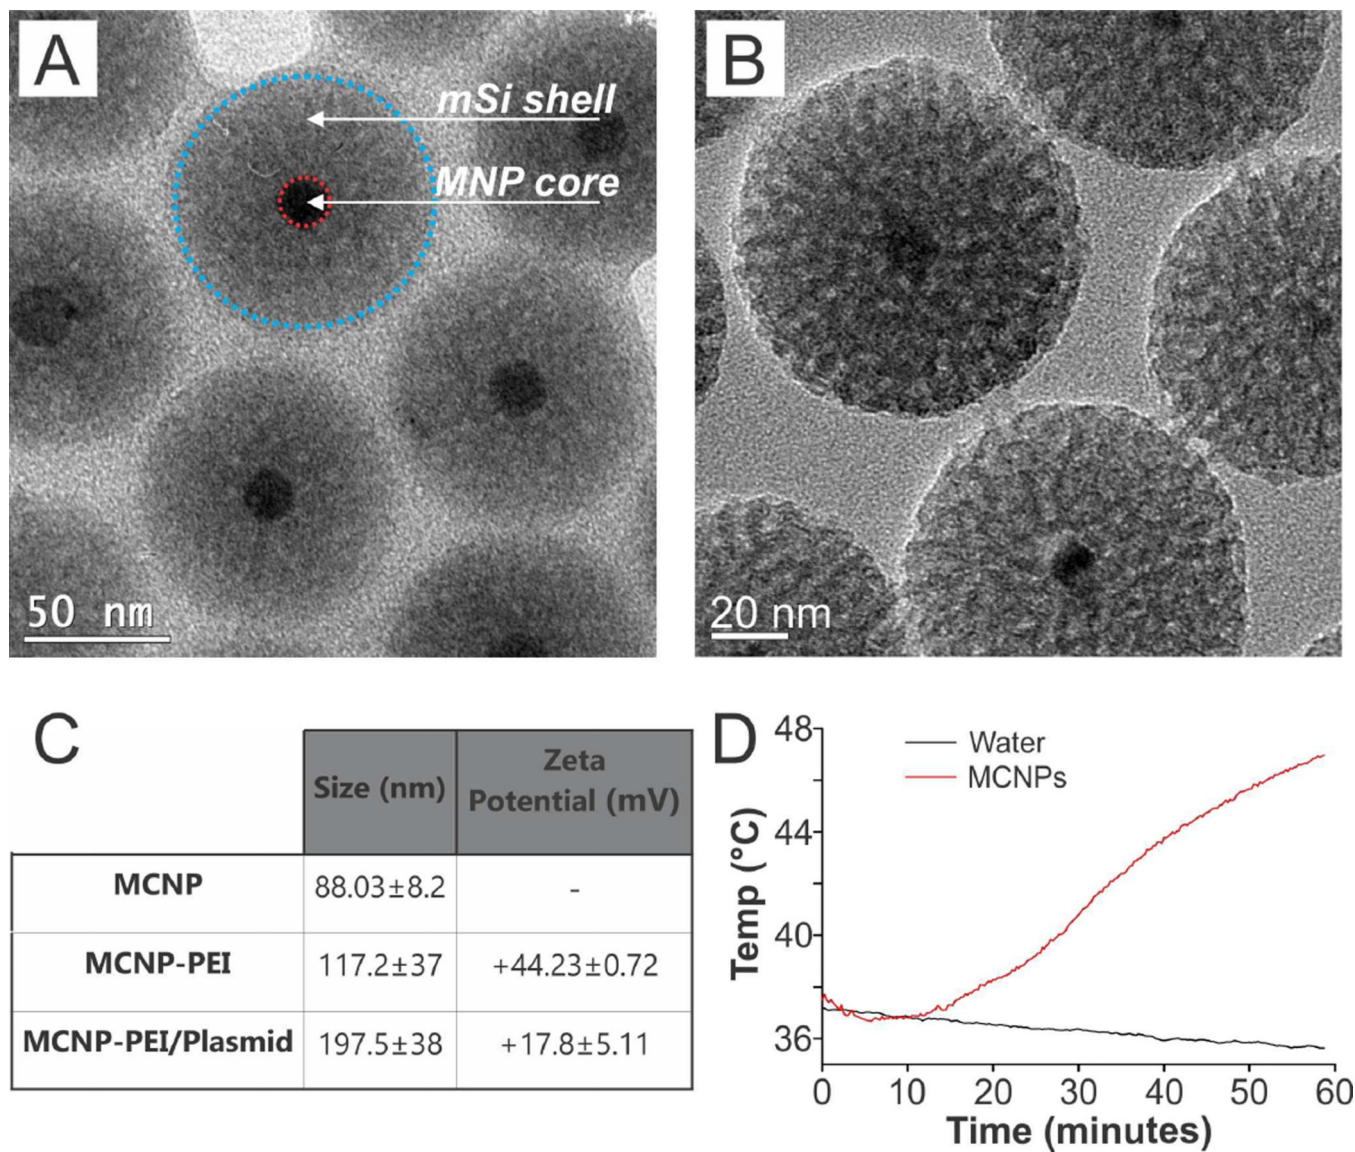 A
mSi shell
MNP core
50 nm
B
20 nm
C
Size (nm)
Zeta
Potential (mV)
MCNP
88.03±8.2
-
MCNP-PEI
117.2±37
+44.23±0.72
MCNP-PEI/Plasmid
197.5±38
+17.8±5.11
D
Water
MCNPs
48
44
40
36
Temp (°C)
0 10 20 30 40 50 60
Time (minutes)